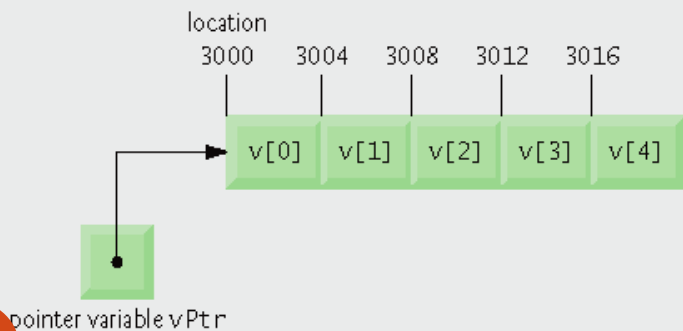 location
3000 3004 3008 3012 3016
v[0] v[1] v[2] v[3] v[4]
pointer variable vPtr